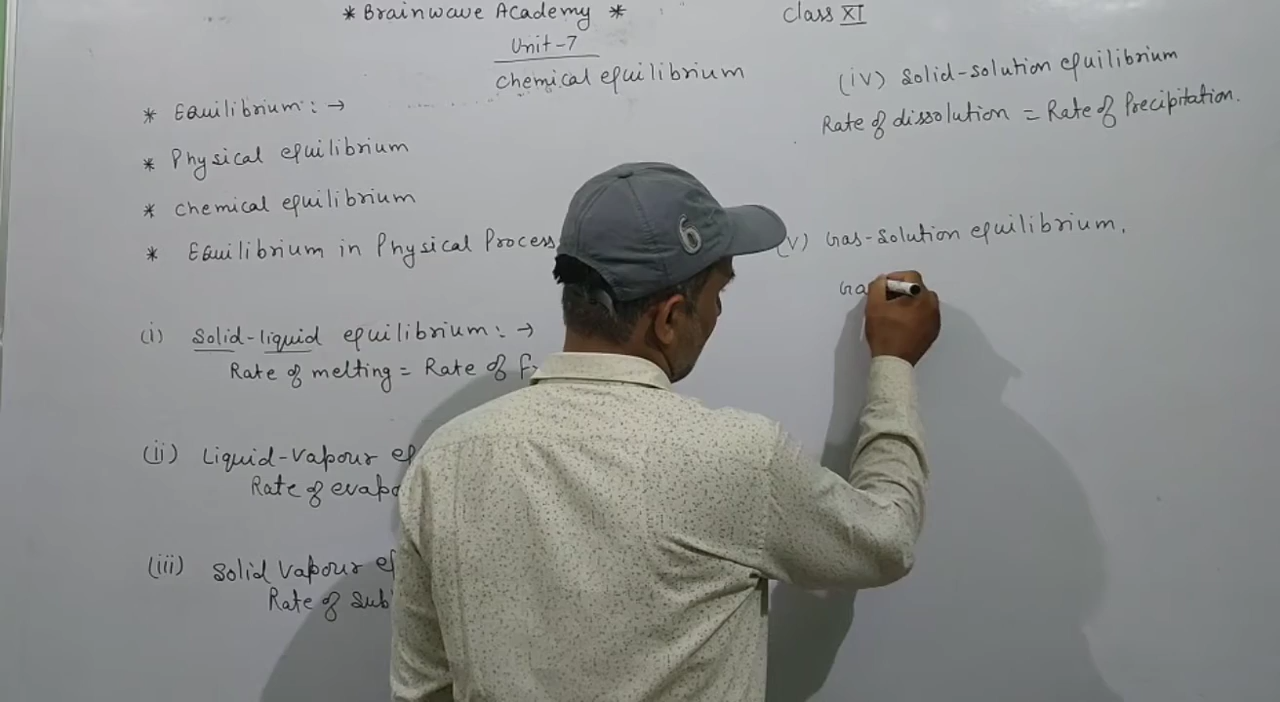 * Brainwave Academy *
Class XI
Unit-7
Chemical equilibrium
* Equilibrium: →
* Physical equilibrium
* chemical equilibrium
* Equilibrium in Physical Process
(i) Solid-liquid equilibrium: →
Rate of melting = Rate of
(ii) Liquid-vapour
Rate of
(iii) Solid vapour
Rate of
(iv) Solid-solution equilibrium
Rate of dissolution = Rate of Precipitation.
(v) Gas-Solution equilibrium,
Ga
6